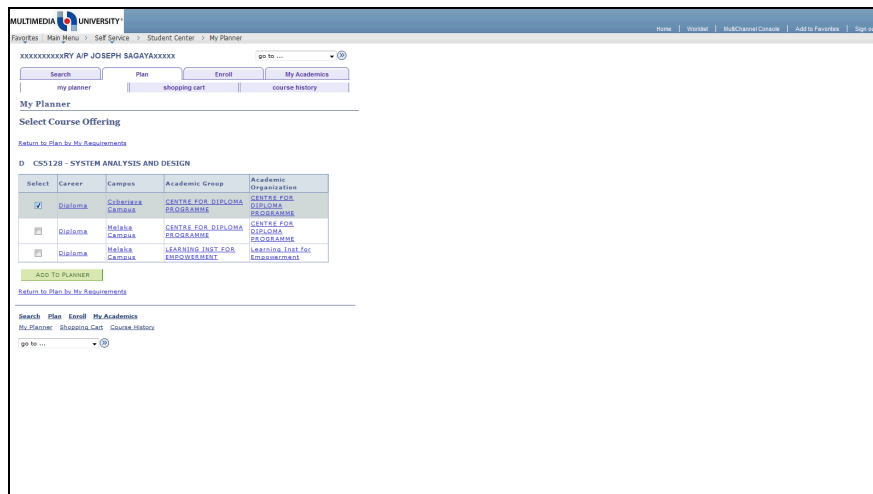 MULTIMEDIA UNIVERSITY
Home | Worklist | MultiChannel Console | Add to Favorites | Sign
Favorites | Main Menu > Self Service > Student Center > My Planner
xxxxxxxxxxRY A/P JOSEPH SAGAYAxxxxx
go to ...
Search Plan Enroll My Academics
my planner shopping cart course history
My Planner
Select Course Offering
Return to Plan by My Requirements
D CS5128 - SYSTEM ANALYSIS AND DESIGN
Select Career Campus Academic Group Academic Organization
Diploma Cyberjaya Campus CENTRE FOR DIPLOMA PROGRAMME CENTRE FOR DIPLOMA PROGRAMME
Diploma Melaka Campus CENTRE FOR DIPLOMA PROGRAMME CENTRE FOR DIPLOMA PROGRAMME
Diploma Melaka Campus LEARNING INST FOR EMPOWERMENT Learning Inst for Empowerment
ADD TO PLANNER
Return to Plan by My Requirements
Search Plan Enroll My Academics
My Planner Shopping Cart Course History
go to ...